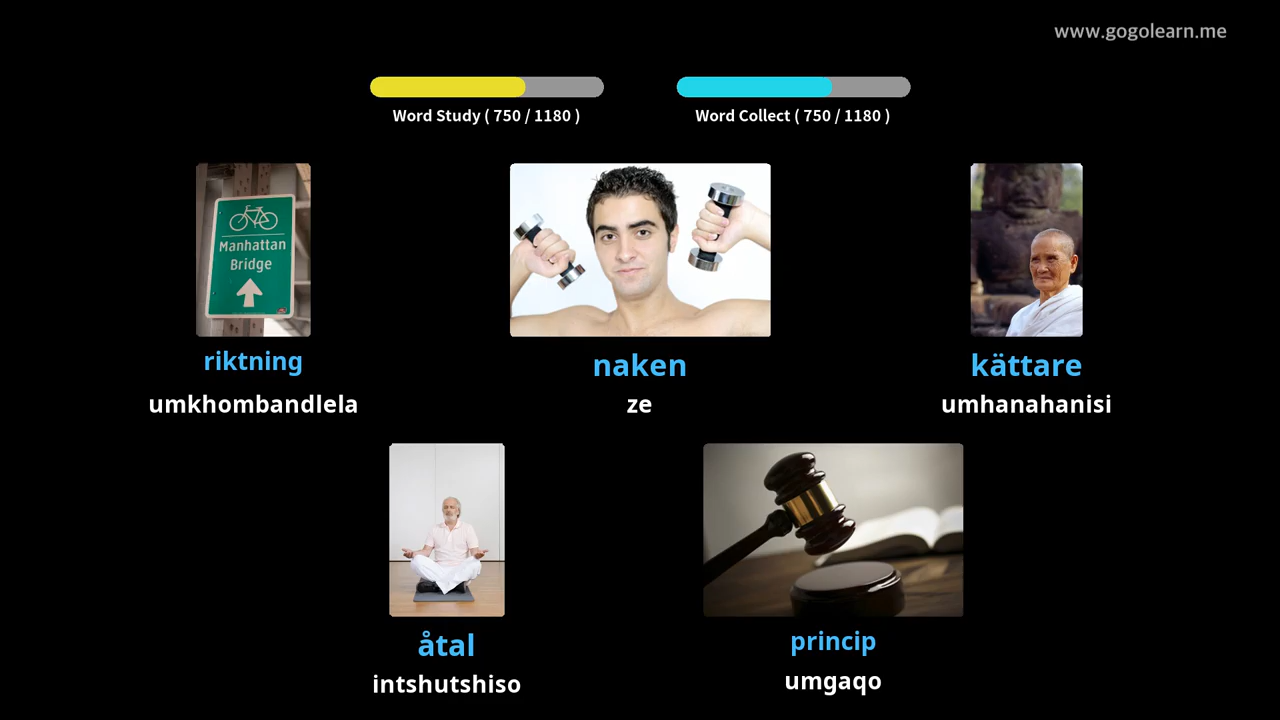 www.gogolearn.me
Word Study ( 750 / 1180 )
Word Collect ( 750 / 1180 )
Manhattan
Bridge
riktning
naken
kättare
umkhombandlela
ze
umhanahanisi
åtal
princip
intshutshiso
umgaqo